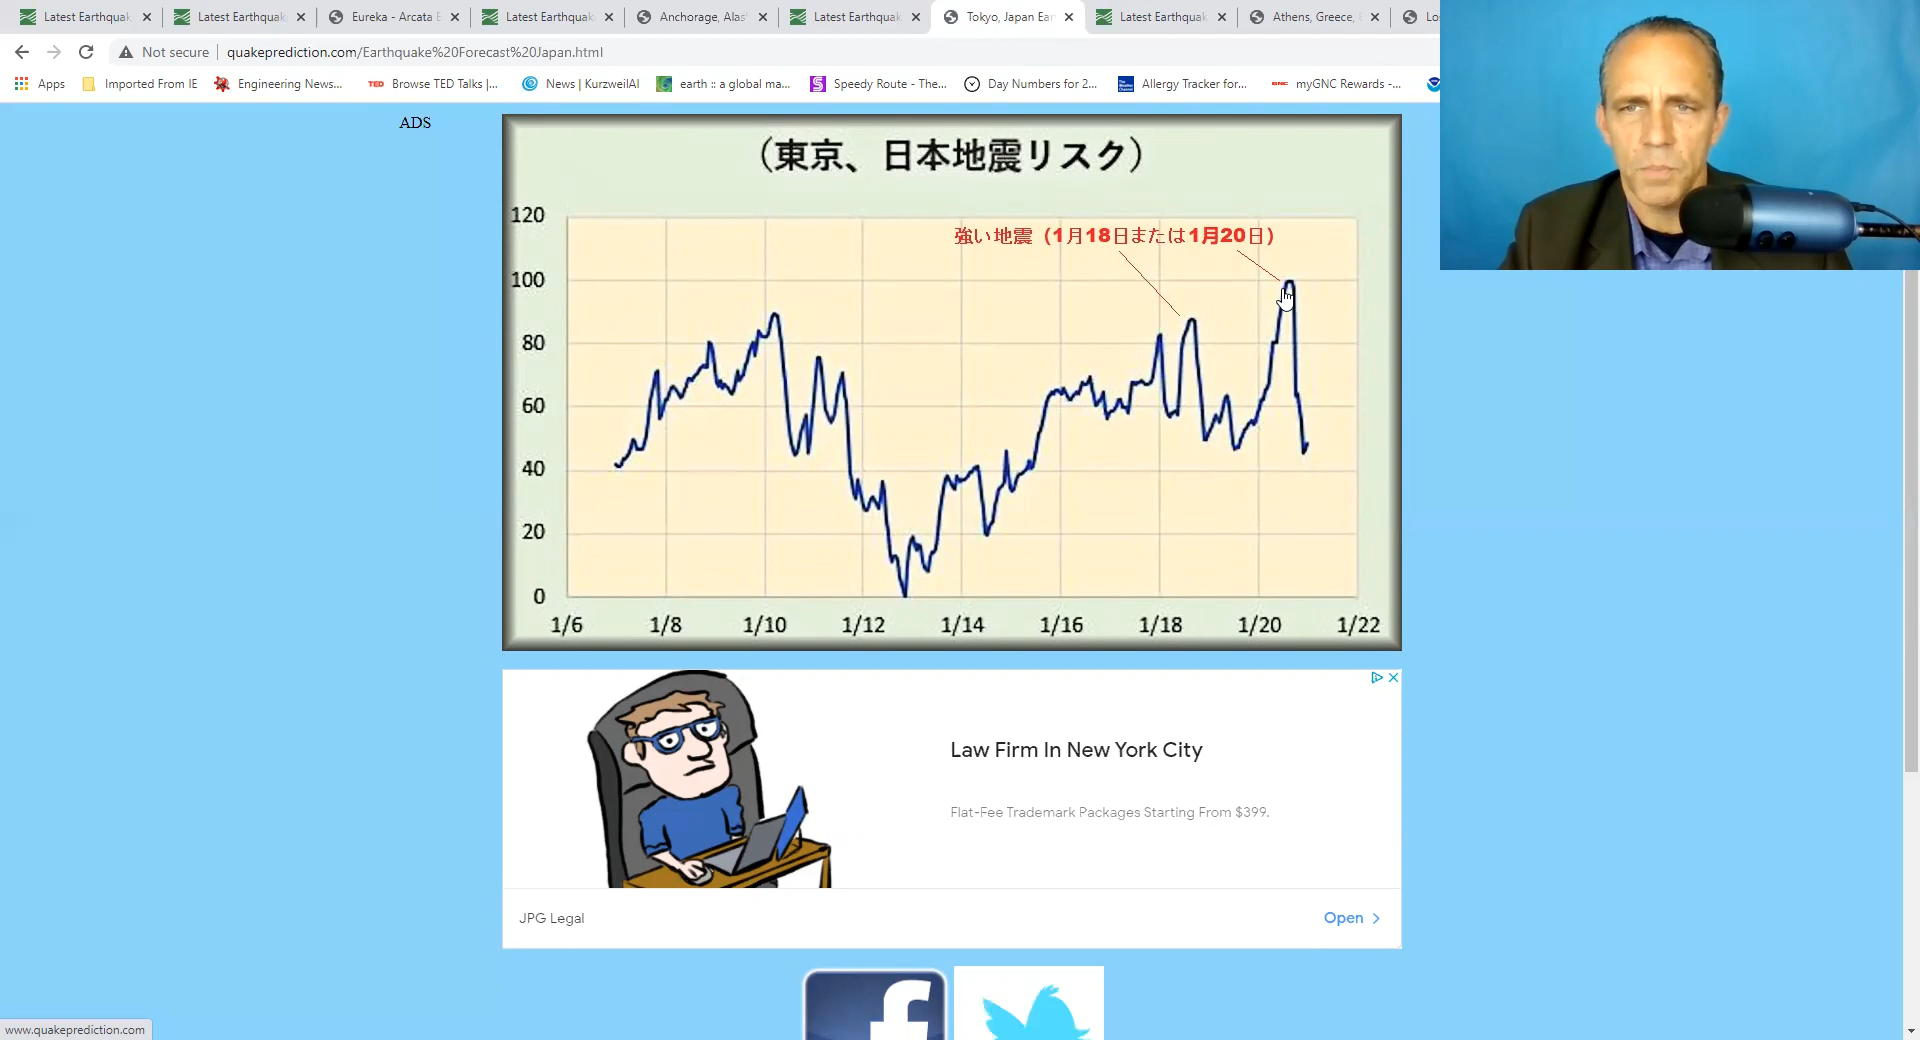 Latest Earthquak
Latest Earthquak
Eureka - Arcata E
Latest Earthquak
Anchorage, Alas
Latest Earthquak
Tokyo, Japan Ear
Latest Earthquak
Athens, Greece, E
Lo
Not secure
quakeprediction.com/Earthquake%20Forecast%20Japan.html
Apps
Imported From IE
Engineering News...
TED
Browse TED Talks |...
News | KurzweilAI
earth :: a global ma...
Speedy Route - The...
Day Numbers for 2...
Allergy Tracker for...
GNC
myGNC Rewards -...
ADS
（東京、日本地震リスク）
強い地震（1月18日または1月20日）
120
100
80
60
40
20
0
1/6 1/8 1/10 1/12 1/14 1/16 1/18 1/20 1/22
Law Firm In New York City
Flat-Fee Trademark Packages Starting From $399.
JPG Legal
Open
www.quakeprediction.com